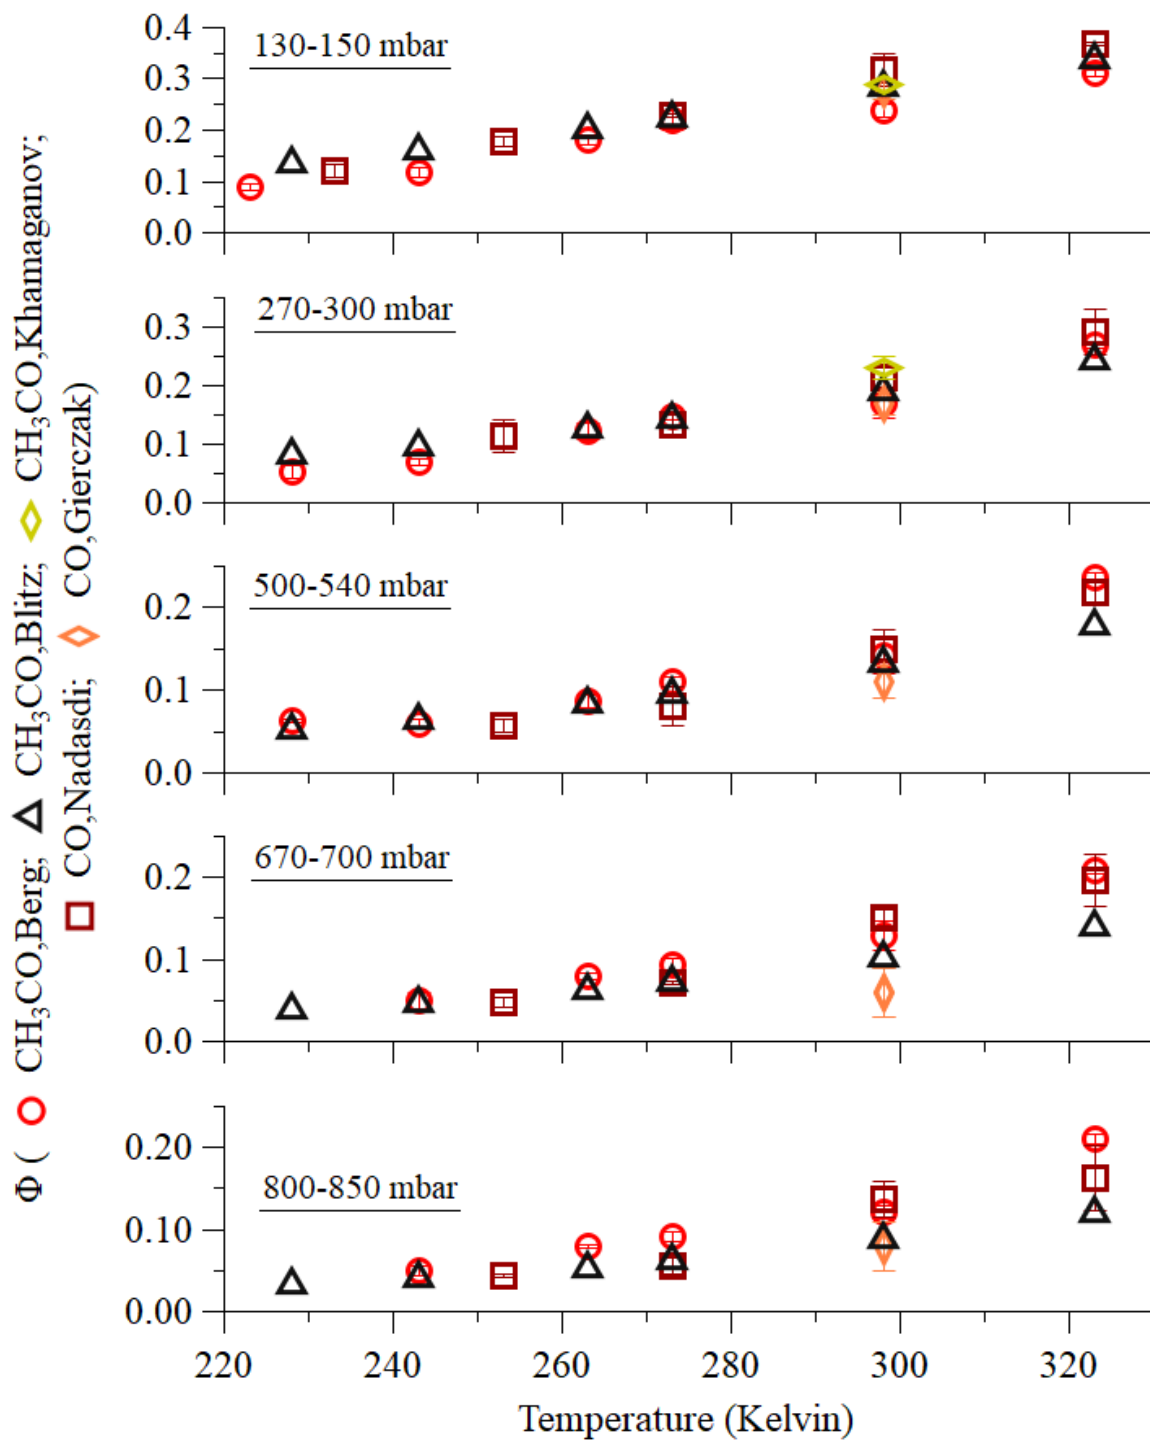 Φ ( CH₃CO,Berg; CH₃CO,Blitz; CH₃CO,Khamaganov;
CO,Nadasdi; CO,Gierczak)
130-150 mbar
0.4
0.3
0.2
0.1
0.0
270-300 mbar
0.3
0.2
0.1
0.0
500-540 mbar
0.2
0.1
0.0
670-700 mbar
0.2
0.1
0.0
800-850 mbar
0.20
0.10
0.00
220 240 260 280 300 320
Temperature (Kelvin)